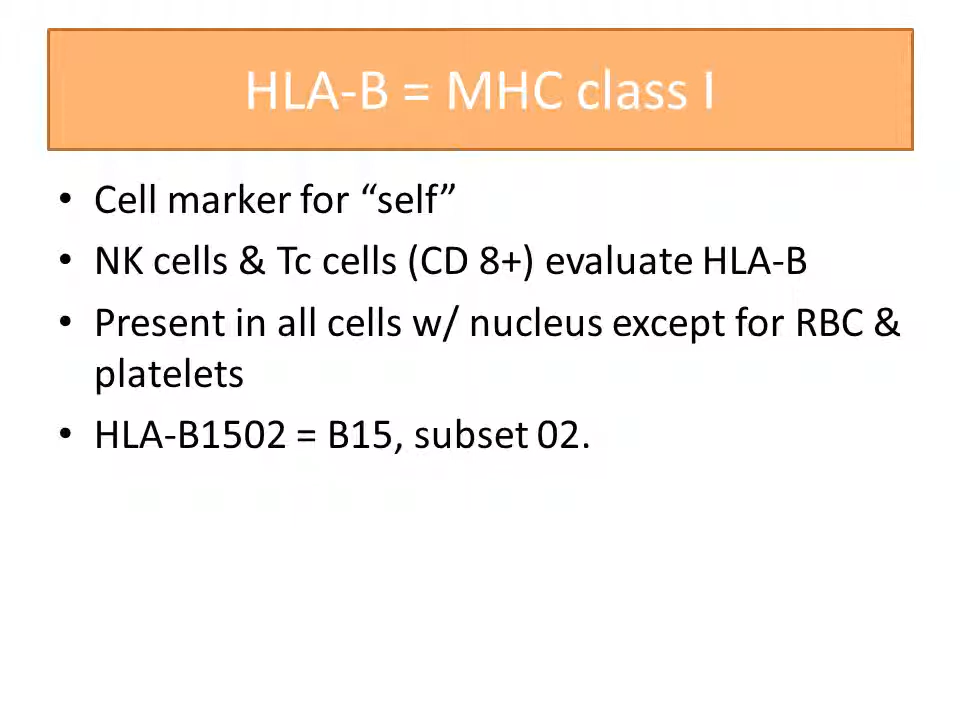 HLA-B = MHC class I
• Cell marker for “self”
• NK cells & Tc cells (CD 8+) evaluate HLA-B
• Present in all cells w/ nucleus except for RBC &
platelets
• HLA-B1502 = B15, subset 02.